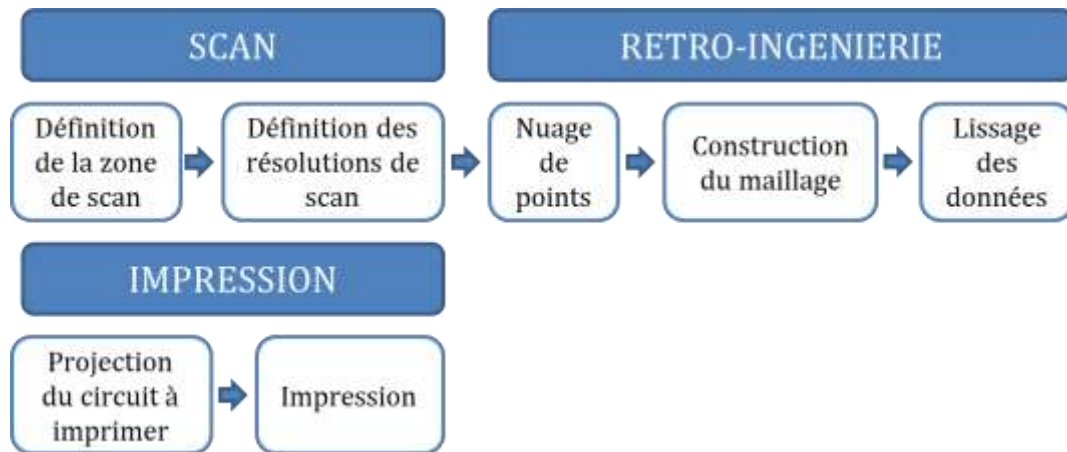 SCAN
RETRO-INGENIERIE
Définition
de la zone
de scan
Définition des
résolutions de
scan
Nuage
de
points
Construction
du maillage
Lissage
des
données
IMPRESSION
Projection
du circuit à
imprimer
Impression